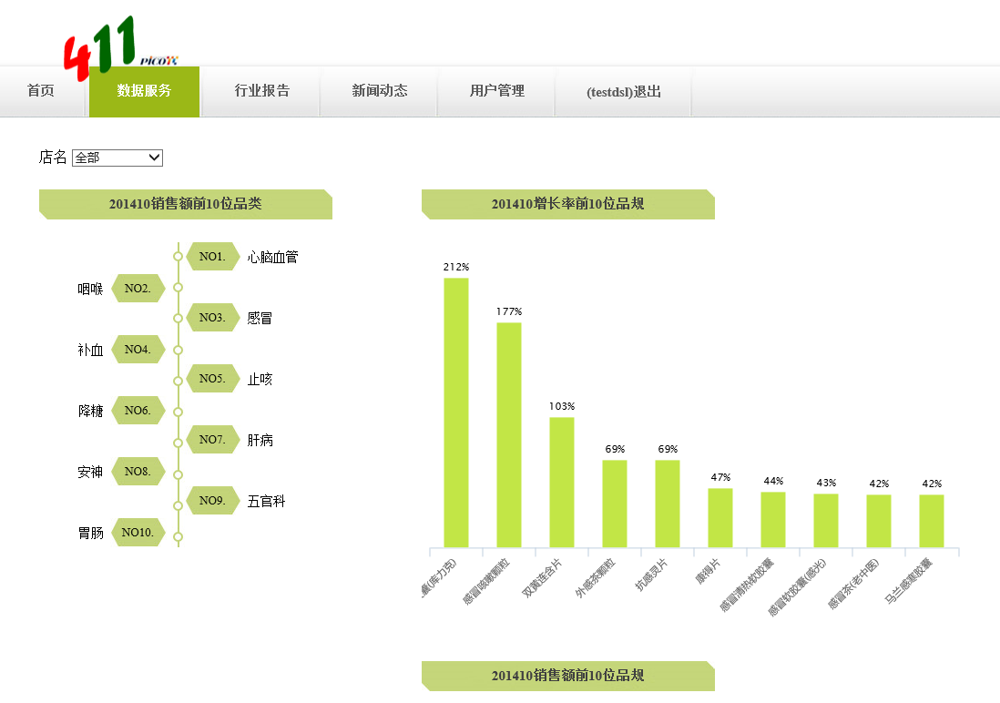 411
PICO
首页
数据服务
行业报告
新闻动态
用户管理
(testdsl)退出
店名 全部
201410销售额前10位品类
NO1. 心脑血管
咽喉 NO2.
NO3. 感冒
补血 NO4.
NO5. 止咳
降糖 NO6.
NO7. 肝病
安神 NO8.
NO9. 五官科
胃肠 NO10.
201410增长率前10位品规
212%
177%
103%
69%
69%
47%
44%
43%
42%
42%
囊(库力克)
感冒咳嗽颗粒
双黄连含片
外感茶颗粒
抗感灵片
康得片
感冒清热软胶囊
感冒软胶囊(感光)
感冒茶(老中医)
马兰感寒胶囊
201410销售额前10位品规